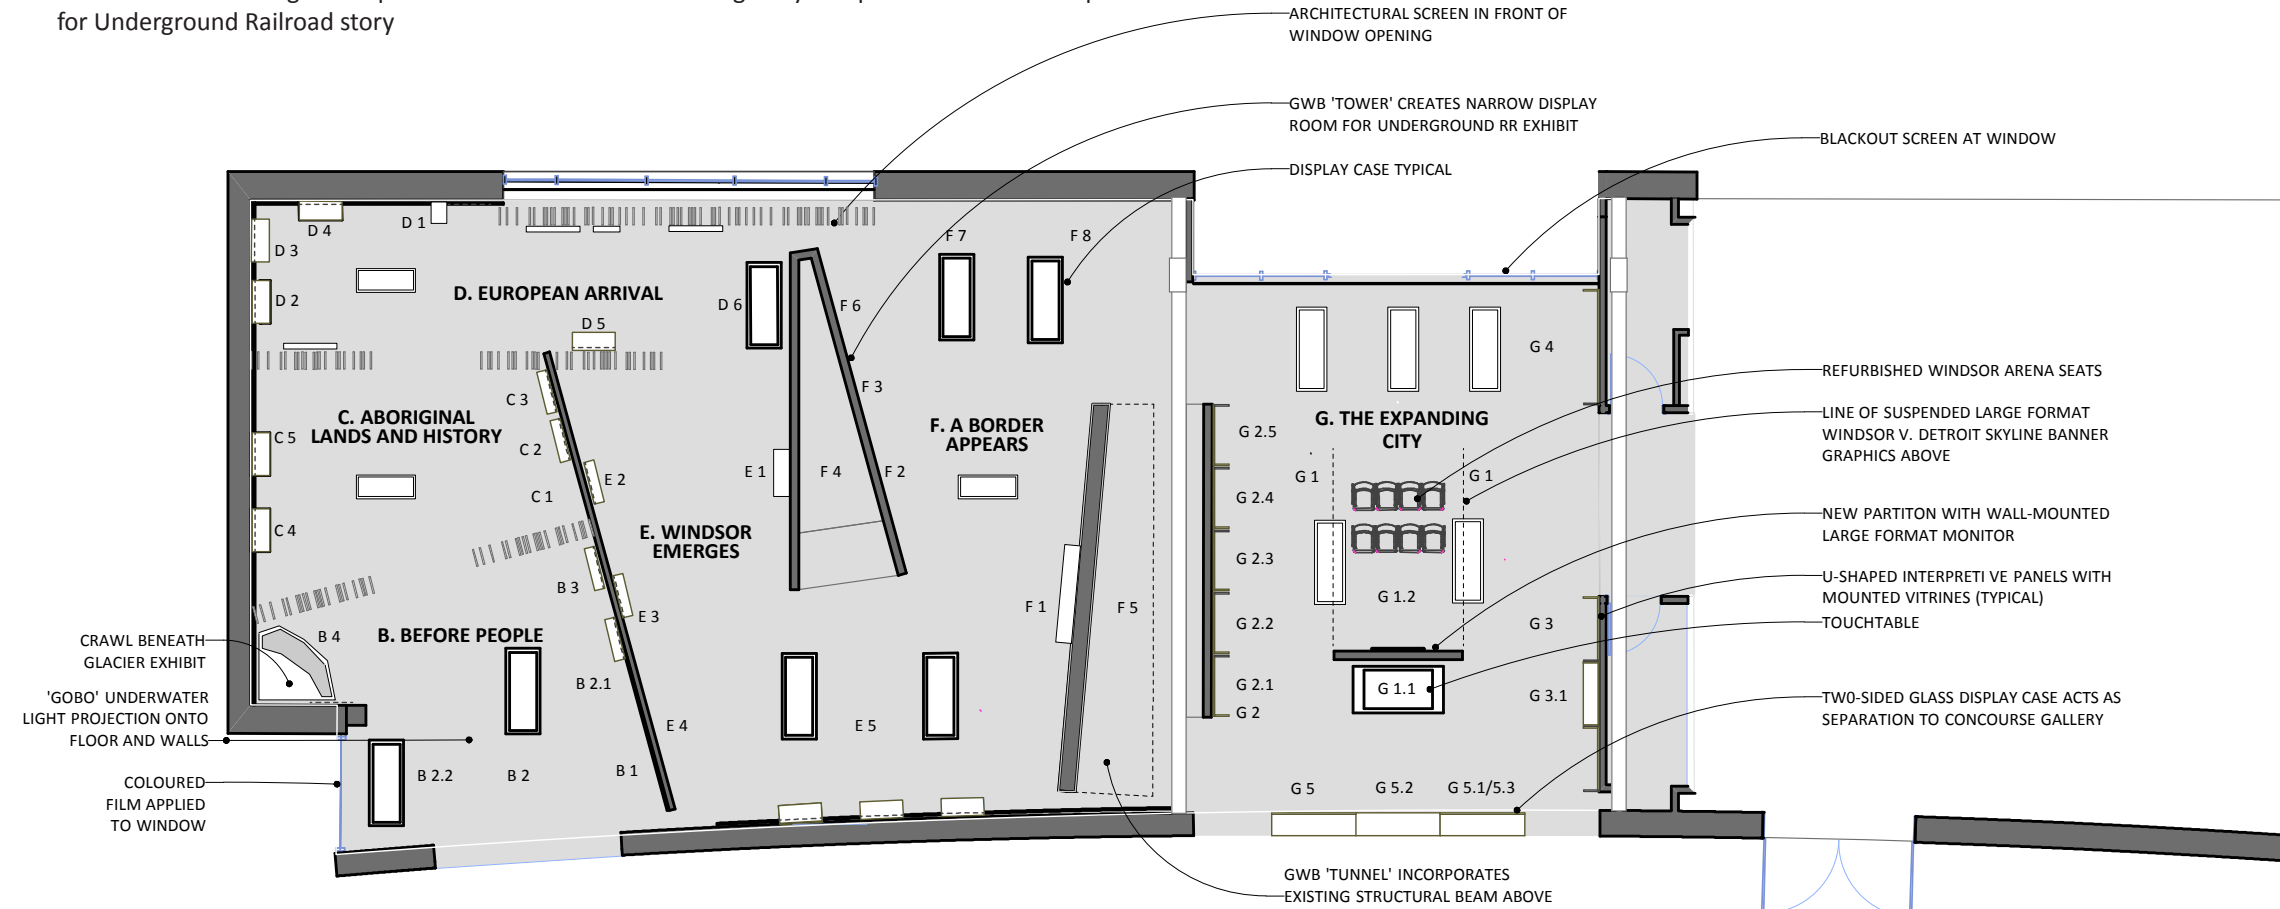 for Underground Railroad story
ARCHITECTURAL SCREEN IN FRONT OF
WINDOW OPENING
GWB 'TOWER' CREATES NARROW DISPLAY
ROOM FOR UNDERGROUND RR EXHIBIT
DISPLAY CASE TYPICAL
BLACKOUT SCREEN AT WINDOW
D 4
D 1
D 3
D 2
D. EUROPEAN ARRIVAL
D 5
D 6
F 7
F 8
F 6
F 3
G 4
REFURBISHED WINDSOR ARENA SEATS
LINE OF SUSPENDED LARGE FORMAT
WINDSOR V. DETROIT SKYLINE BANNER
GRAPHICS ABOVE
C 3
C. ABORIGINAL
LANDS AND HISTORY
C 5
C 2
C 1
C 4
E 2
E 1
F 4
F 2
F. A BORDER
APPEARS
G. THE EXPANDING
CITY
G 2.5
G 1
G 1
G 2.4
G 2.3
G 2.2
G 2.1
G 2
NEW PARTITON WITH WALL-MOUNTED
LARGE FORMAT MONITOR
U-SHAPED INTERPRETI VE PANELS WITH
MOUNTED VITRINES (TYPICAL)
TOUCHTABLE
E. WINDSOR
EMERGES
B 3
E 3
F 1
F 5
G 1.2
G 3
G 1.1
G 3.1
CRAWL BENEATH
GLACIER EXHIBIT
B 4
B. BEFORE PEOPLE
B 2.1
E 4
E 5
'GOBO' UNDERWATER
LIGHT PROJECTION ONTO
FLOOR AND WALLS
TW0-SIDED GLASS DISPLAY CASE ACTS AS
SEPARATION TO CONCOURSE GALLERY
COLOURED
FILM APPLIED
TO WINDOW
B 2.2
B 2
B 1
G 5
G 5.2
G 5.1/5.3
GWB 'TUNNEL' INCORPORATES
EXISTING STRUCTURAL BEAM ABOVE